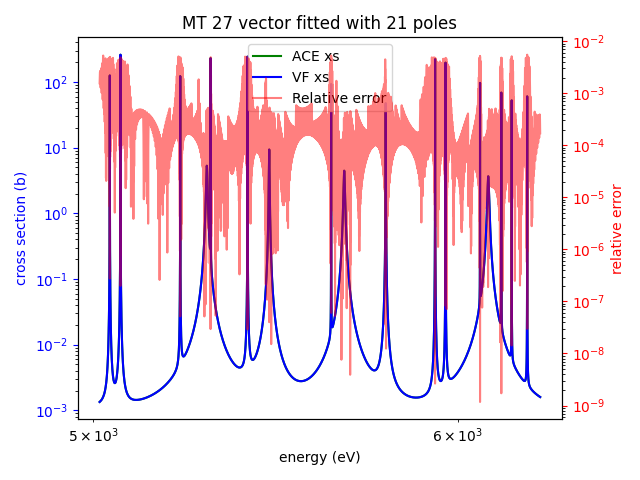 MT 27 vector fitted with 21 poles
ACE xs
VF xs
Relative error
cross section (b)
10²
10¹
10⁰
10⁻¹
10⁻²
10⁻³
10⁻²
10⁻³
10⁻⁴
10⁻⁵
10⁻⁶
10⁻⁷
10⁻⁸
10⁻⁹
relative error
5 × 10³
6 × 10³
energy (eV)